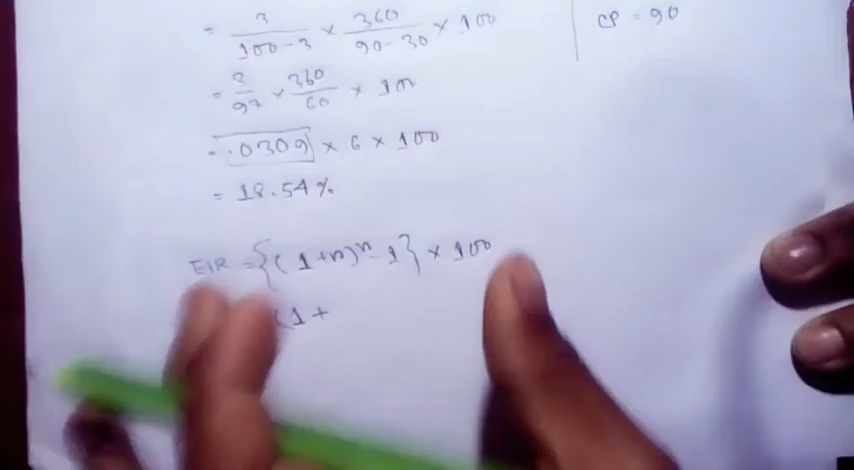 = 3/(100-3) × 360/(90-30) × 100
CP = 90
= 3/97 × 360/60 × 100
= .0309 × 6 × 100
= 18.54%
EIR = {(1+r)^n - 1} × 100
(1+